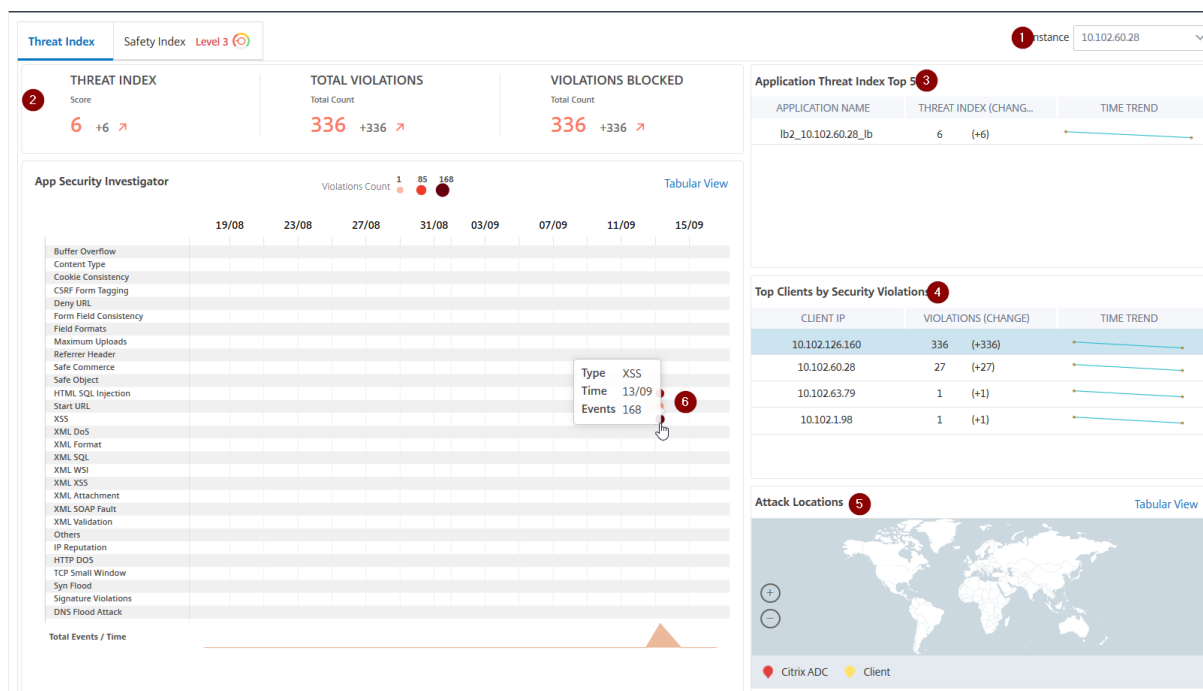 Threat Index
Safety Index Level 3
1 nstance 10.102.60.28
2
THREAT INDEX
Score
6 +6
TOTAL VIOLATIONS
Total Count
336 +336
VIOLATIONS BLOCKED
Total Count
336 +336
App Security Investigator
Violations Count 1 85 168
Tabular View
19/08 23/08 27/08 31/08 03/09 07/09 11/09 15/09
Buffer Overflow
Content Type
Cookie Consistency
CSRF Form Tagging
Deny URL
Form Field Consistency
Field Formats
Maximum Uploads
Referrer Header
Safe Commerce
Safe Object
HTML SQL Injection
Start URL
XSS
XML DoS
XML Format
XML SQL
XML WSI
XML XSS
XML Attachment
XML SOAP Fault
XML Validation
Others
IP Reputation
HTTP DOS
TCP Small Window
Syn Flood
Signature Violations
DNS Flood Attack
Total Events / Time
Type XSS
Time 13/09
Events 168
6
Application Threat Index Top 5 3
APPLICATION NAME THREAT INDEX (CHANG... TIME TREND
lb2_10.102.60.28_lb 6 (+6)
Top Clients by Security Violations 4
CLIENT IP VIOLATIONS (CHANGE) TIME TREND
10.102.126.160 336 (+336)
10.102.60.28 27 (+27)
10.102.63.79 1 (+1)
10.102.1.98 1 (+1)
Attack Locations 5
Tabular View
+
−
Citrix ADC Client